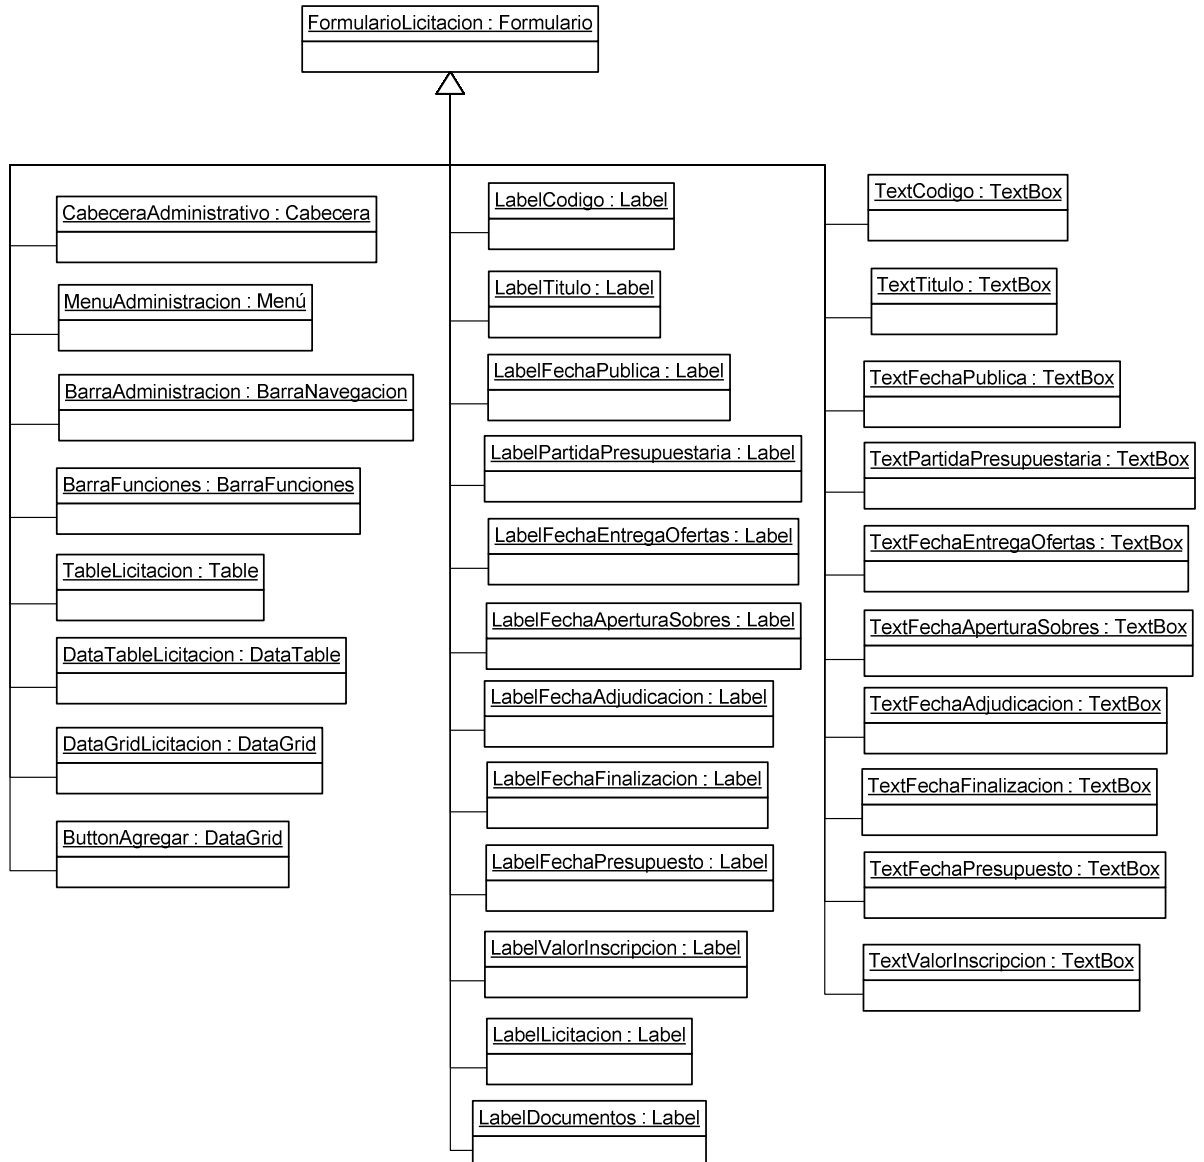 FormularioLicitacion : Formulario
CabeceraAdministrativo : Cabecera
MenuAdministracion : Menú
BarraAdministracion : BarraNavegacion
BarraFunciones : BarraFunciones
TableLicitacion : Table
DataTableLicitacion : DataTable
DataGridLicitacion : DataGrid
ButtonAgregar : DataGrid
LabelCodigo : Label
LabelTitulo : Label
LabelFechaPublica : Label
LabelPartidaPresupuestaria : Label
LabelFechaEntregaOfertas : Label
LabelFechaAperturaSobres : Label
LabelFechaAdjudicacion : Label
LabelFechaFinalizacion : Label
LabelFechaPresupuesto : Label
LabelValorInscripcion : Label
LabelLicitacion : Label
LabelDocumentos : Label
TextCodigo : TextBox
TextTitulo : TextBox
TextFechaPublica : TextBox
TextPartidaPresupuestaria : TextBox
TextFechaEntregaOfertas : TextBox
TextFechaAperturaSobres : TextBox
TextFechaAdjudicacion : TextBox
TextFechaFinalizacion : TextBox
TextFechaPresupuesto : TextBox
TextValorInscripcion : TextBox